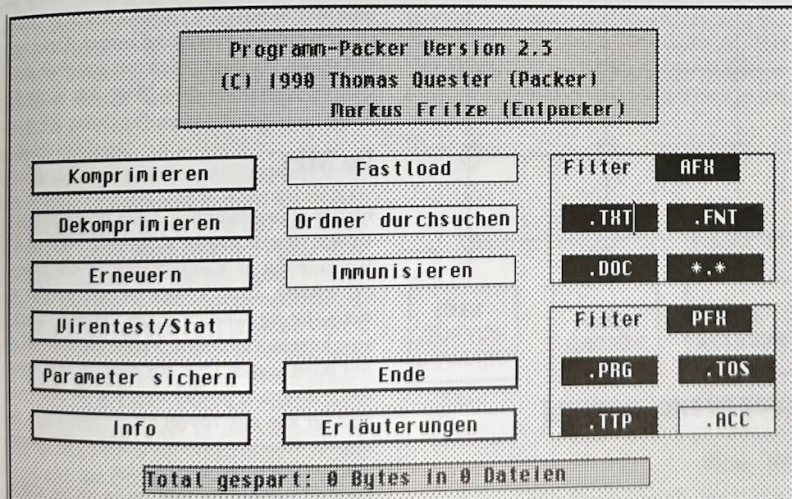 Programm-Packer Version 2.3
(C) 1990 Thomas Quester (Packer)
Markus Fritze (Entpacker)
Komprimieren
Fastload
Filter AFX
Dekomprimieren
Ordner durchsuchen
.TXT .FNT
Erneuern
Immunisieren
.DOC *.*
Virentest/Stat
Filter PFX
Parameter sichern
Ende
.PRG .TOS
Info
Erläuterungen
.TTP .ACC
Total gespart: 0 Bytes in 0 Dateien